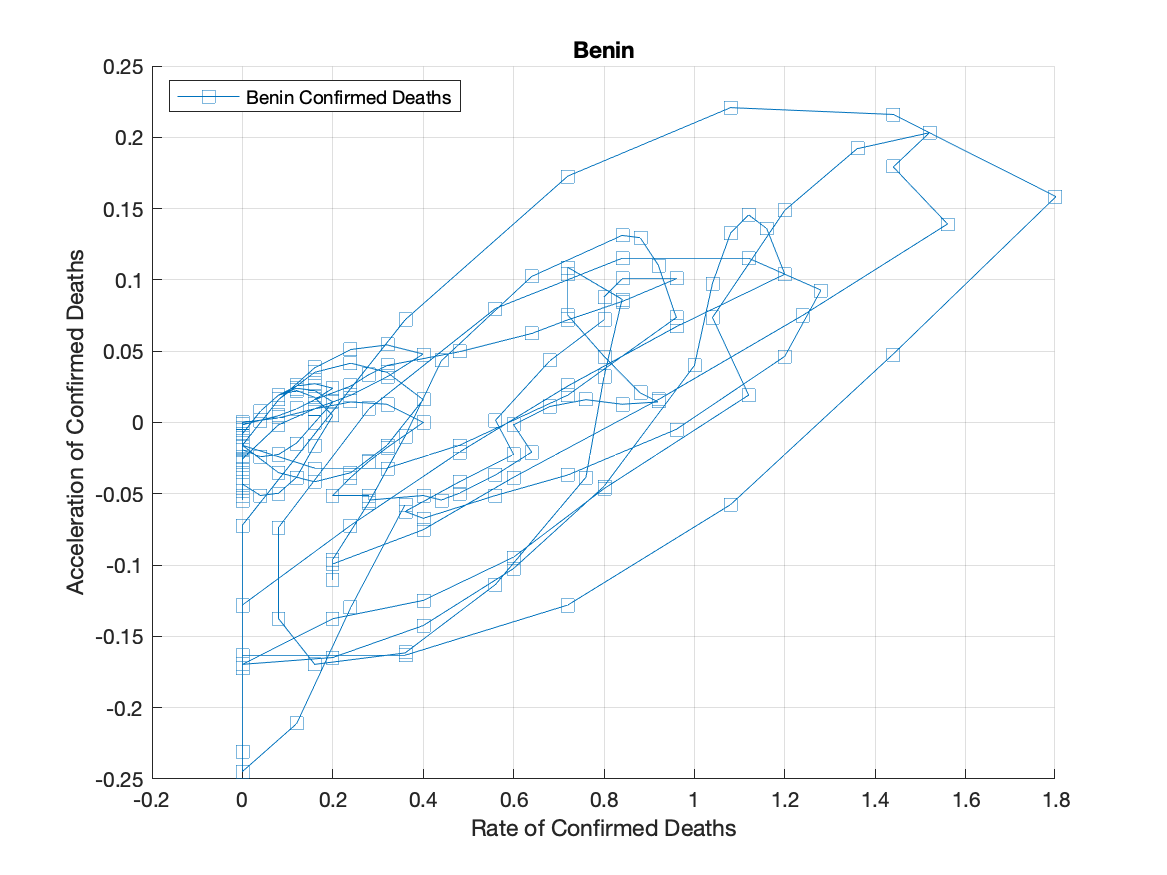 Benin
Benin Confirmed Deaths
0.25
0.2
0.15
0.1
0.05
0
-0.05
-0.1
-0.15
-0.2
-0.25
Acceleration of Confirmed Deaths
-0.2 0 0.2 0.4 0.6 0.8 1 1.2 1.4 1.6 1.8
Rate of Confirmed Deaths